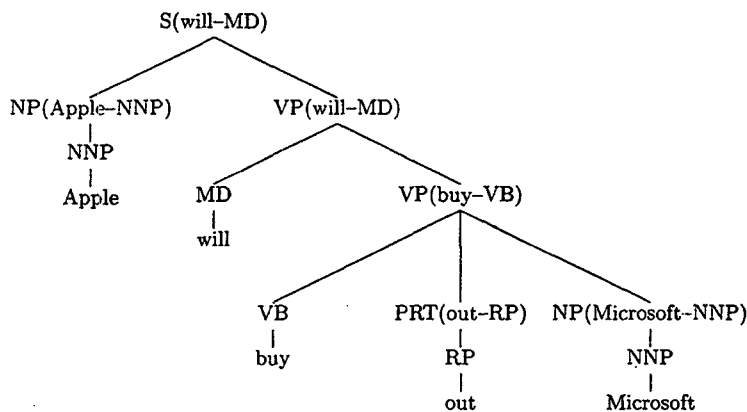 S(will–MD)
NP(Apple–NNP) VP(will–MD)
NNP
Apple MD VP(buy–VB)
will
VB PRT(out–RP) NP(Microsoft–NNP)
buy RP NNP
out Microsoft